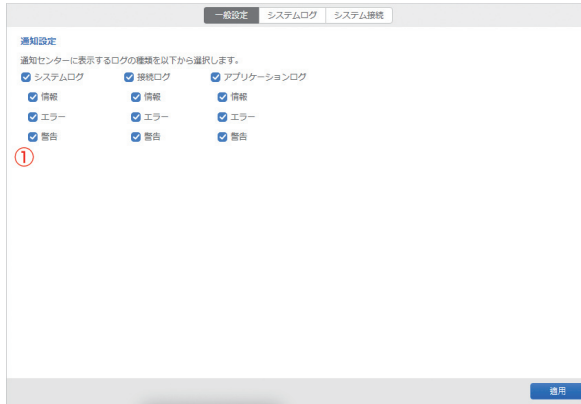 一般設定 システムログ システム接続
通知設定
通知センターに表示するログの種類を以下から選択します。
システムログ 接続ログ アプリケーションログ
情報 情報 情報
エラー エラー エラー
警告 警告 警告
①
適用